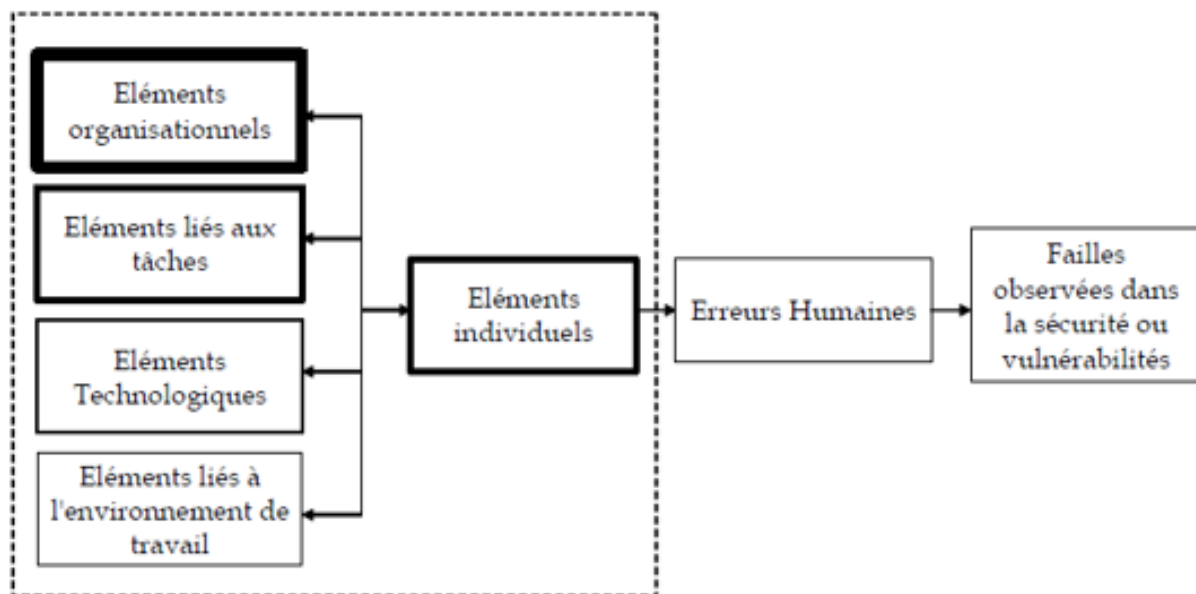 Eléments
organisationnels
Eléments liés aux
tâches
Eléments
Technologiques
Eléments liés à
l'environnement de
travail
Eléments
individuels
Erreurs Humaines
Failles
observées dans
la sécurité ou
vulnérabilités